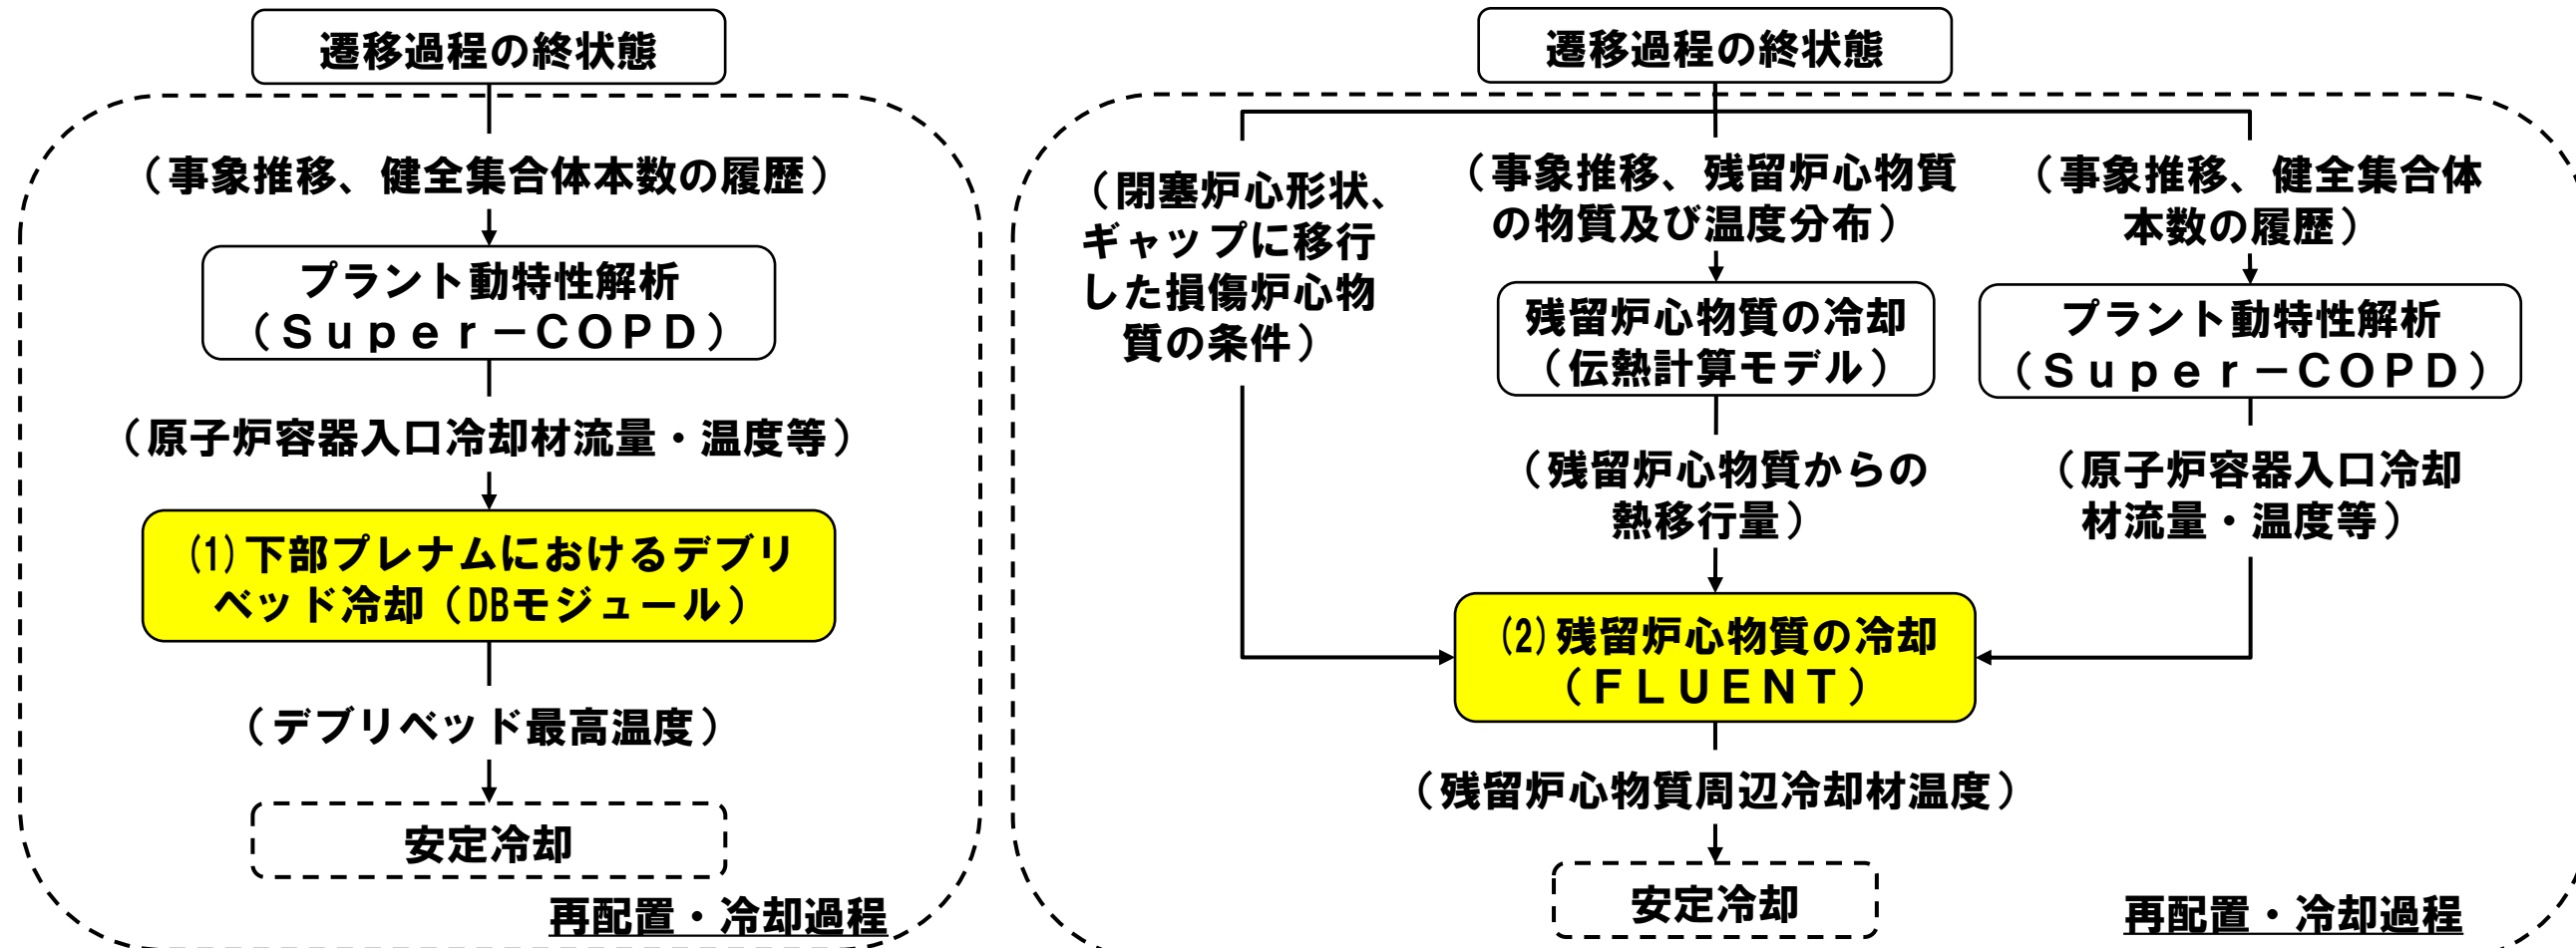 遷移過程の終状態
（事象推移、健全集合体本数の履歴）
プラント動特性解析
（Ｓｕｐｅｒ－ＣＯＰＤ）
（原子炉容器入口冷却材流量・温度等）
(1)下部プレナムにおけるデブリ
ベッド冷却（DBモジュール）
（デブリベッド最高温度）
安定冷却
再配置・冷却過程
遷移過程の終状態
（閉塞炉心形状、
ギャップに移行
した損傷炉心物
質の条件）
（事象推移、残留炉心物質
の物質及び温度分布）
残留炉心物質の冷却
（伝熱計算モデル）
（残留炉心物質からの
熱移行量）
（事象推移、健全集合体
本数の履歴）
プラント動特性解析
（Ｓｕｐｅｒ－ＣＯＰＤ）
（原子炉容器入口冷却
材流量・温度等）
(2)残留炉心物質の冷却
（ＦＬＵＥＮＴ）
（残留炉心物質周辺冷却材温度）
安定冷却
再配置・冷却過程